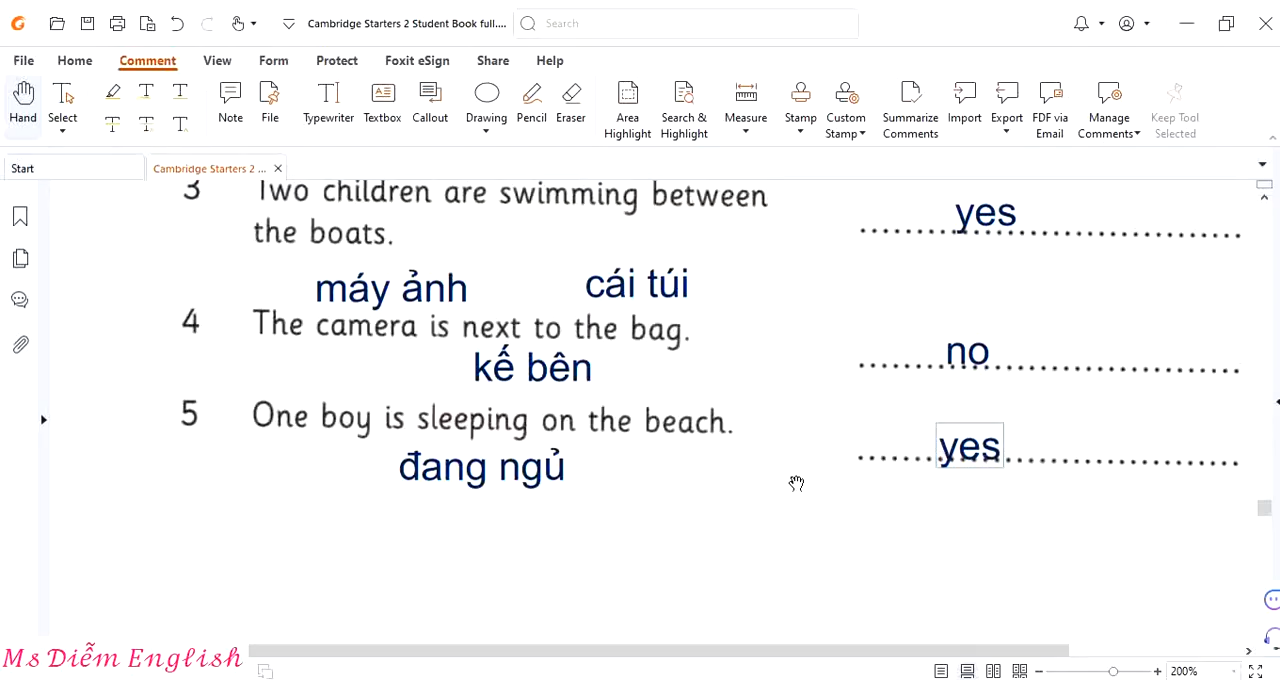 Cambridge Starters 2 Student Book full....
Search
File Home Comment View Form Protect Foxit eSign Share Help
Hand Select Note File Typewriter Textbox Callout Drawing Pencil Eraser Area Highlight Search & Highlight Measure Stamp Custom Stamp Summarize Comments Import Export FDF via Email Manage Comments Keep Tool Selected
Start
Cambridge Starters 2 ...
3 Two children are swimming between
the boats.
yes
máy ảnh cái túi
4 The camera is next to the bag.
no
kế bên
5 One boy is sleeping on the beach.
yes
đang ngủ
Ms Diễm English
200%